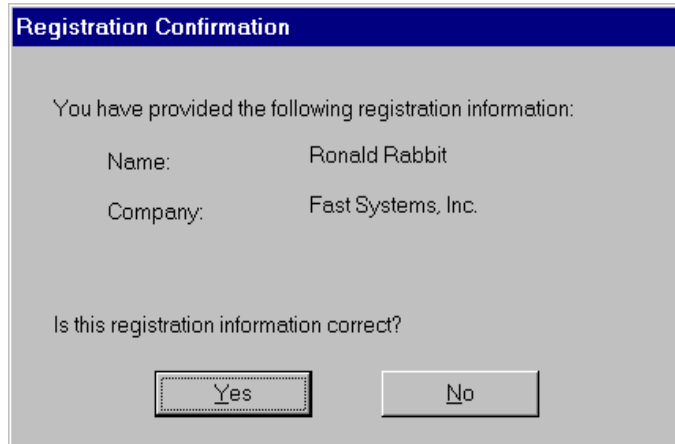 Registration Confirmation
You have provided the following registration information:
Name: Ronald Rabbit
Company: Fast Systems, Inc.
Is this registration information correct?
Yes No